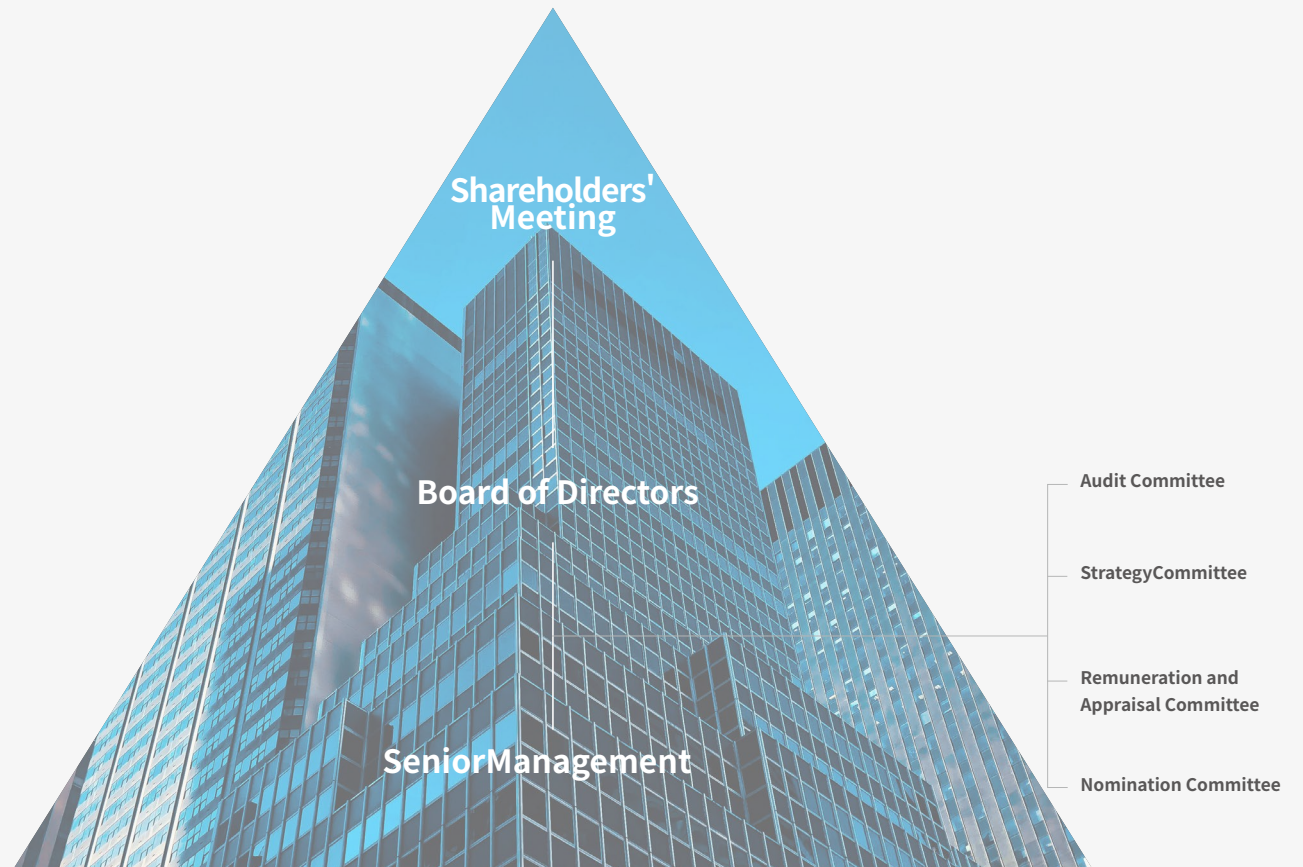 Shareholders'
Meeting
Board of Directors
SeniorManagement
Audit Committee
StrategyCommittee
Remuneration and
Appraisal Committee
Nomination Committee